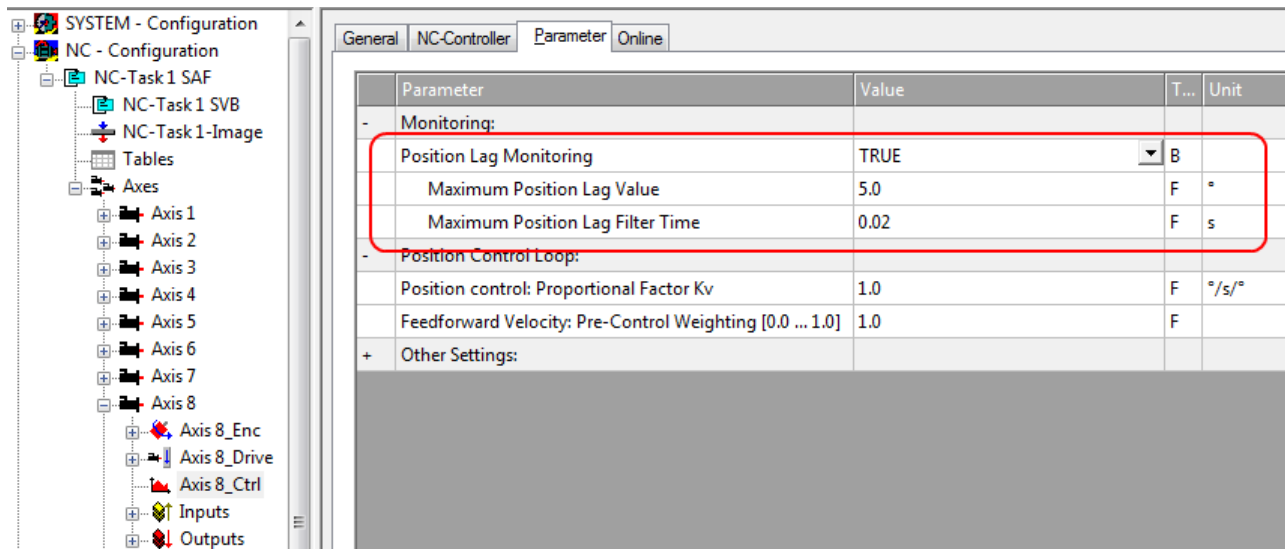 SYSTEM - Configuration
NC - Configuration
NC-Task 1 SAF
NC-Task 1 SVB
NC-Task 1-Image
Tables
Axes
Axis 1
Axis 2
Axis 3
Axis 4
Axis 5
Axis 6
Axis 7
Axis 8
Axis 8_Enc
Axis 8_Drive
Axis 8_Ctrl
Inputs
Outputs
General NC-Controller Parameter Online
Parameter Value T... Unit
- Monitoring:
Position Lag Monitoring TRUE B
Maximum Position Lag Value 5.0 F °
Maximum Position Lag Filter Time 0.02 F s
- Position Control Loop:
Position control: Proportional Factor Kv 1.0 F °/s/°
Feedforward Velocity: Pre-Control Weighting [0.0 ... 1.0] 1.0 F
+ Other Settings: